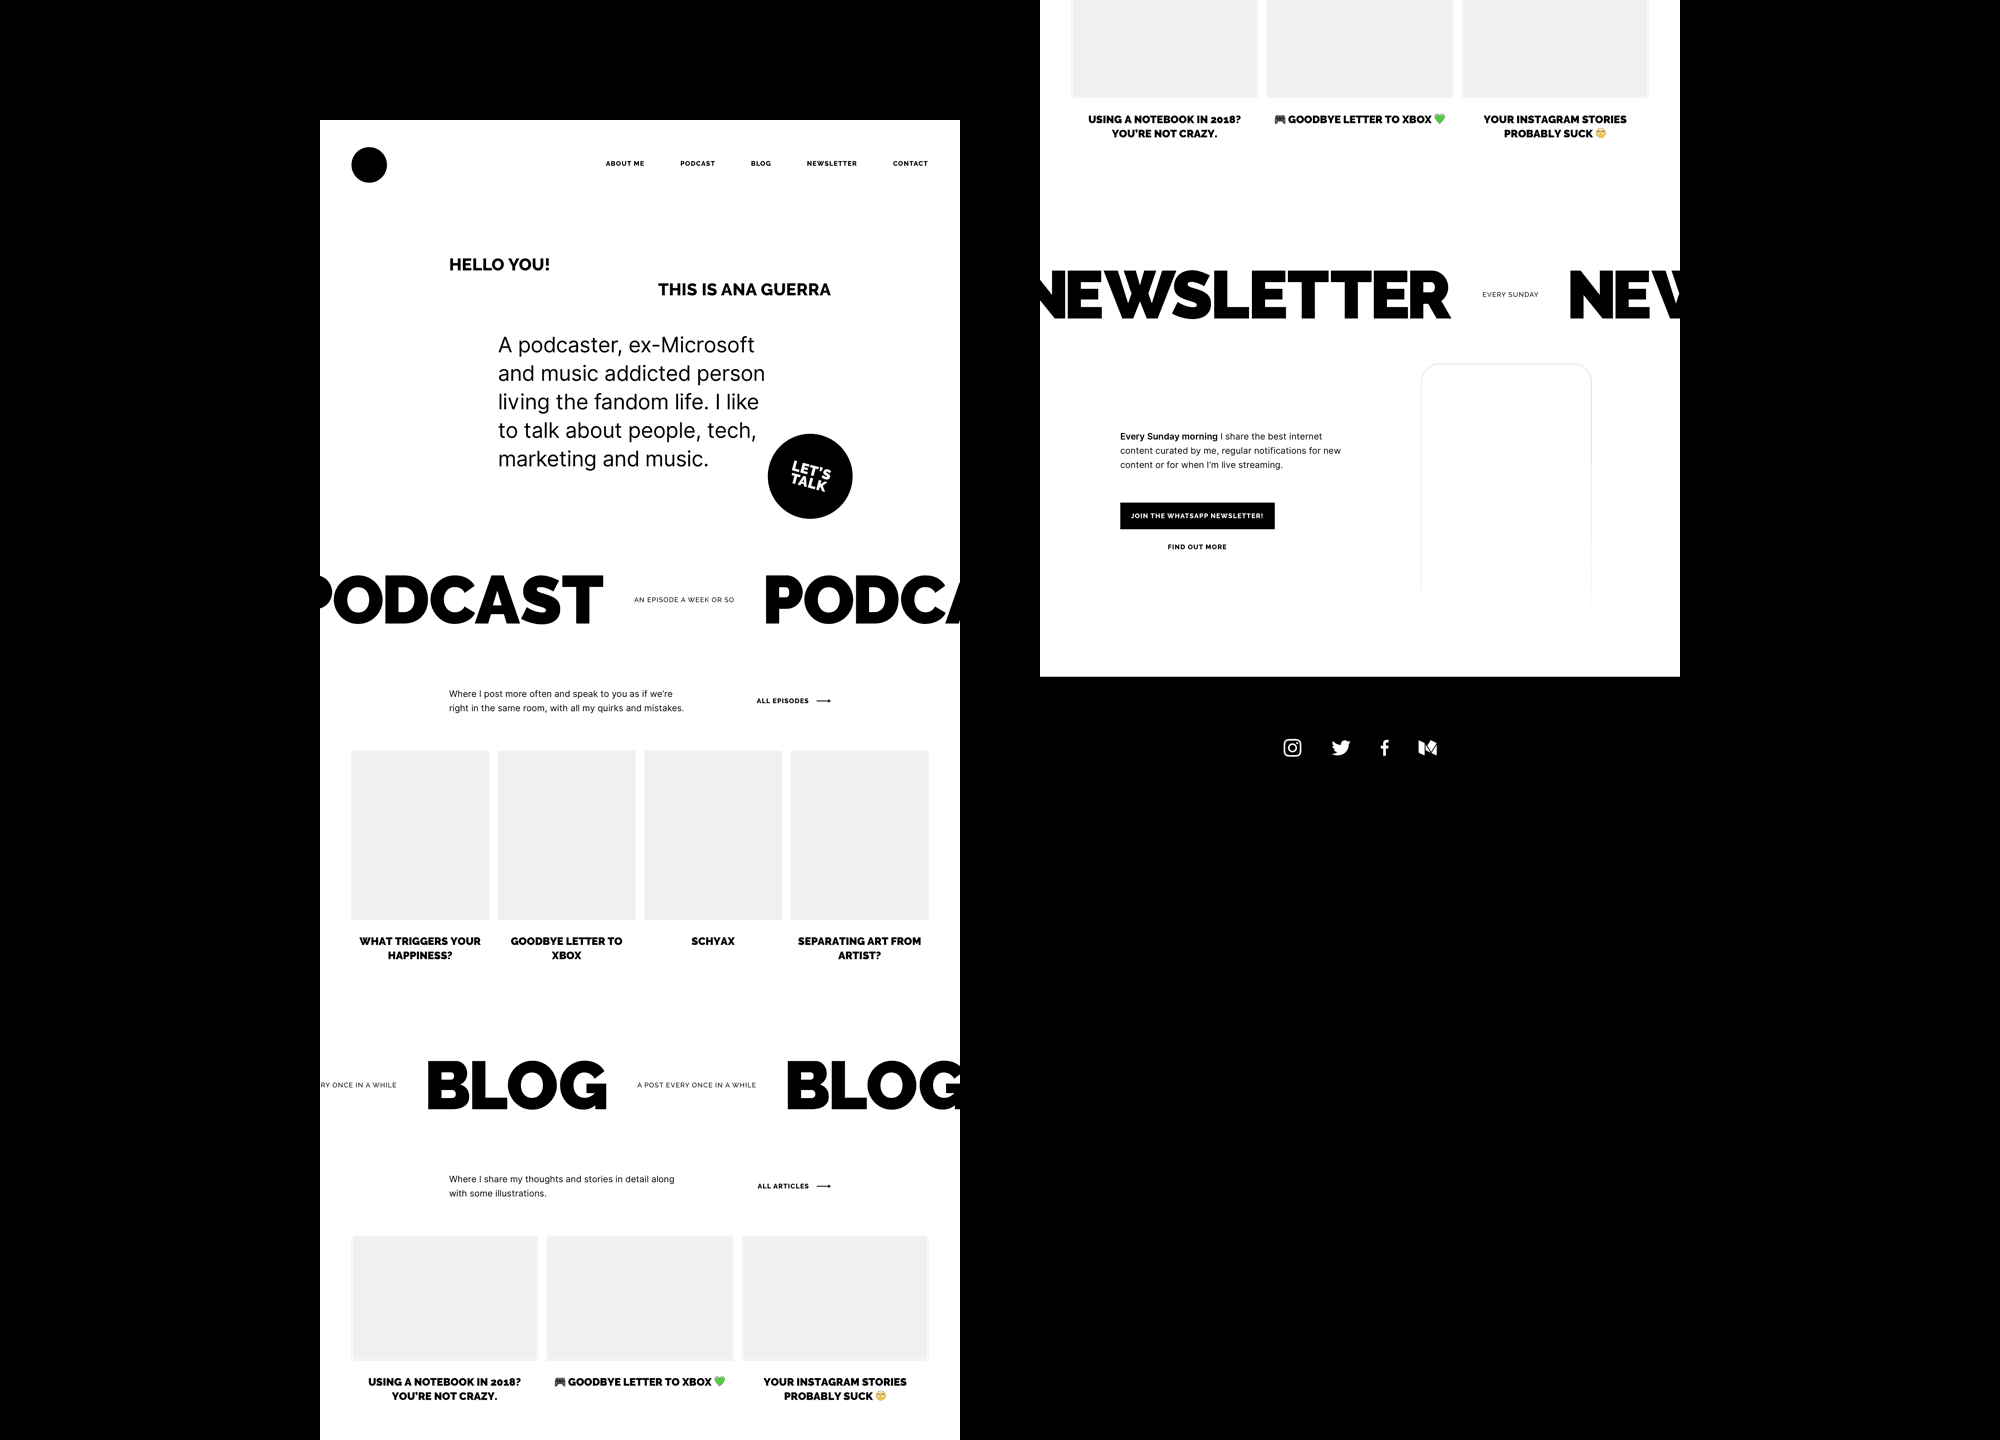 ABOUT ME PODCAST BLOG NEWSLETTER CONTACT
HELLO YOU!
THIS IS ANA GUERRA
A podcaster, ex-Microsoft
and music addicted person
living the fandom life. I like
to talk about people, tech,
marketing and music.
LET'S
TALK
PODCAST AN EPISODE A WEEK OR SO PODCA
Where I post more often and speak to you as if we’re
right in the same room, with all my quirks and mistakes.
ALL EPISODES
WHAT TRIGGERS YOUR
HAPPINESS?
GOODBYE LETTER TO
XBOX
SCHYAX
SEPARATING ART FROM
ARTIST?
RY ONCE IN A WHILE BLOG A POST EVERY ONCE IN A WHILE BLOG
Where I share my thoughts and stories in detail along
with some illustrations.
ALL ARTICLES
USING A NOTEBOOK IN 2018?
YOU’RE NOT CRAZY.
🎮 GOODBYE LETTER TO XBOX 💚
YOUR INSTAGRAM STORIES
PROBABLY SUCK 🙄
USING A NOTEBOOK IN 2018?
YOU’RE NOT CRAZY.
🎮 GOODBYE LETTER TO XBOX 💚
YOUR INSTAGRAM STORIES
PROBABLY SUCK 🙄
NEWSLETTER EVERY SUNDAY NEW
Every Sunday morning I share the best internet
content curated by me, regular notifications for new
content or for when I’m live streaming.
JOIN THE WHATSAPP NEWSLETTER!
FIND OUT MORE